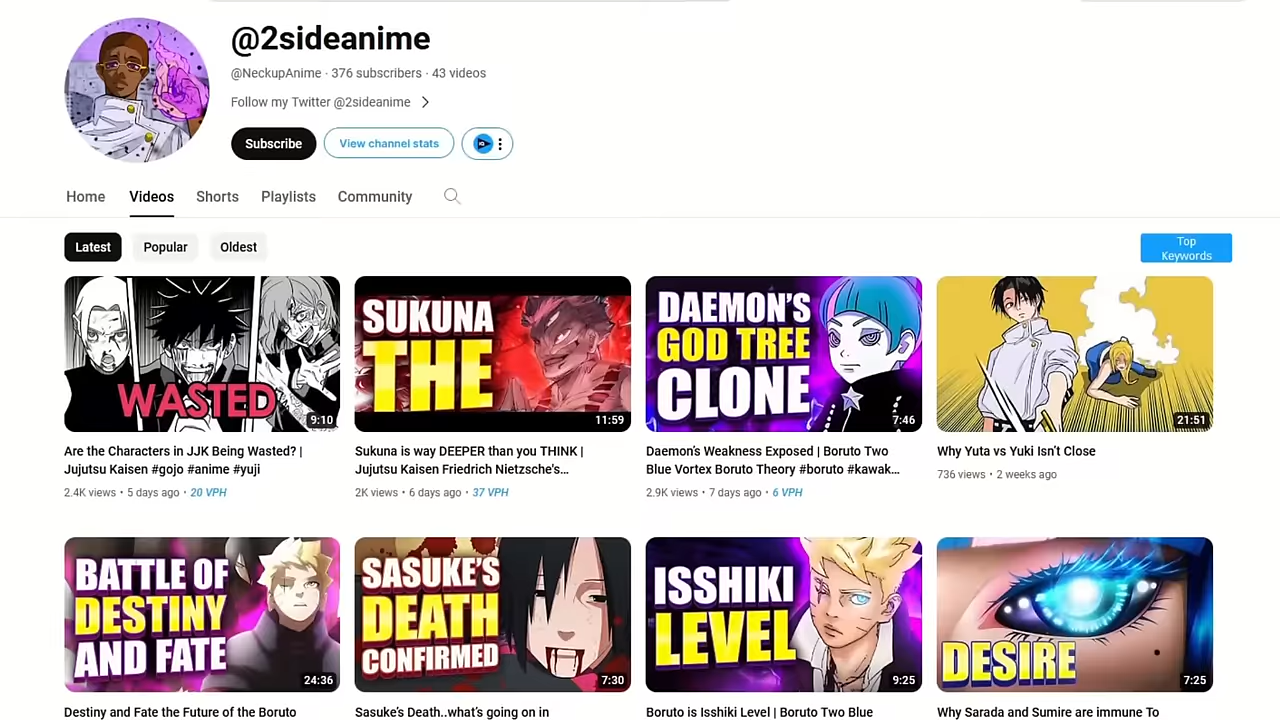 @2sideanime
@NeckupAnime · 376 subscribers · 43 videos
Follow my Twitter @2sideanime
Subscribe
View channel stats
Home
Videos
Shorts
Playlists
Community
Latest
Popular
Oldest
Top
Keywords
WASTED
9:10
SUKUNA
THE
11:59
DAEMON'S
GOD TREE
CLONE
7:46
21:51
Are the Characters in JJK Being Wasted? |
Jujutsu Kaisen #gojo #anime #yuji
2.4K views • 5 days ago • 20 VPH
Sukuna is way DEEPER than you THINK |
Jujutsu Kaisen Friedrich Nietzsche's...
2K views • 6 days ago • 37 VPH
Daemon's Weakness Exposed | Boruto Two
Blue Vortex Boruto Theory #boruto #kawak...
2.9K views • 7 days ago • 6 VPH
Why Yuta vs Yuki Isn't Close
736 views • 2 weeks ago
BATTLE OF
DESTINY
AND FATE
24:36
SASUKE'S
DEATH
CONFIRMED
7:30
ISSHIKI
LEVEL
9:25
DESIRE
7:25
Destiny and Fate the Future of the Boruto
Sasuke's Death..what's going on in
Boruto is Isshiki Level | Boruto Two Blue
Why Sarada and Sumire are immune To